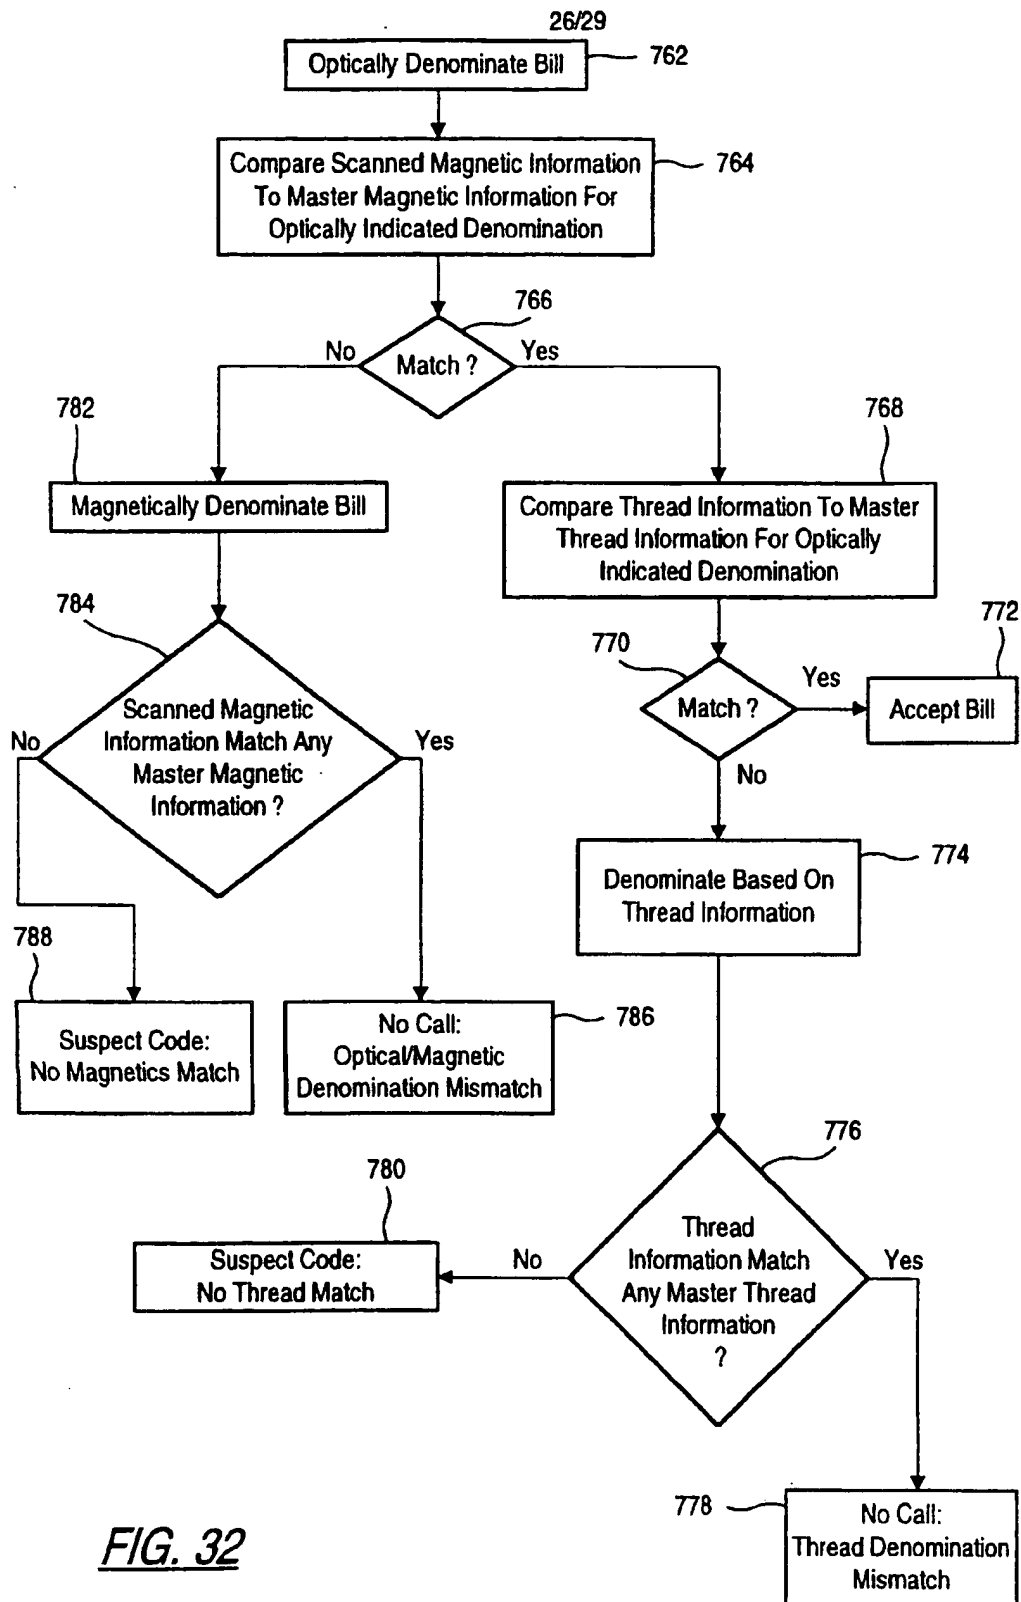 26/29
Optically Denominate Bill
762
Compare Scanned Magnetic Information
To Master Magnetic Information For
Optically Indicated Denomination
764
766
No
Match ?
Yes
782
768
Magnetically Denominate Bill
Compare Thread Information To Master
Thread Information For Optically
Indicated Denomination
784
770
772
Yes
Match ?
Accept Bill
No
Scanned Magnetic
Information Match Any
Master Magnetic
Information ?
No
Yes
774
Denominate Based On
Thread Information
788
Suspect Code:
No Magnetics Match
No Call:
Optical/Magnetic
Denomination Mismatch
786
776
780
Suspect Code:
No Thread Match
No
Thread
Information Match
Any Master Thread
Information
?
Yes
778
No Call:
Thread Denomination
Mismatch
FIG. 32